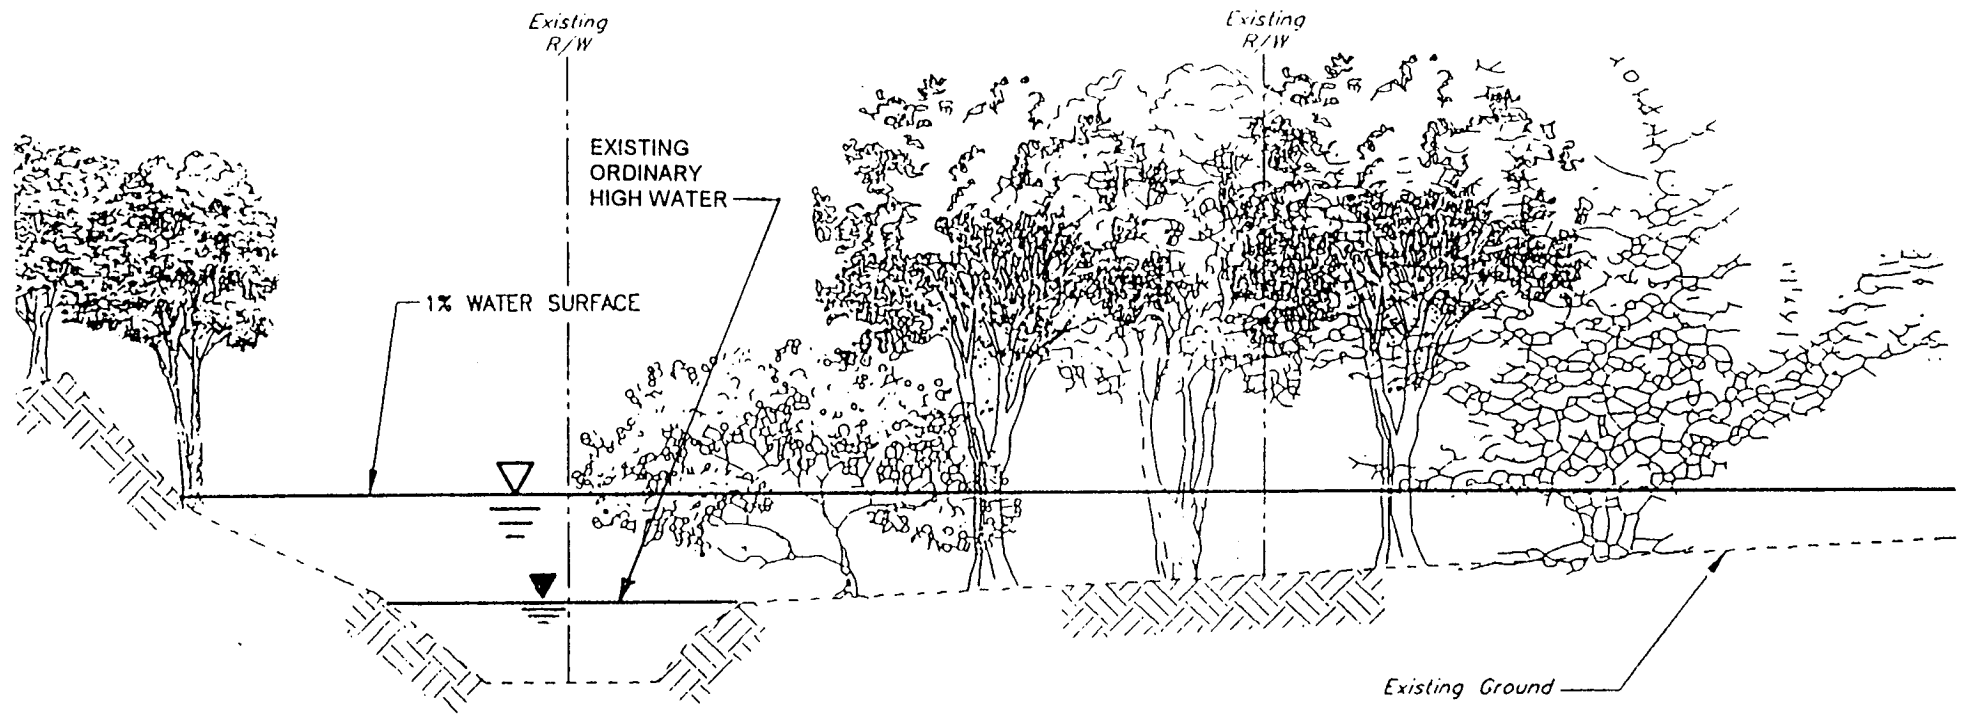 Existing
R/W
Existing
R/W
EXISTING
ORDINARY
HIGH WATER
1% WATER SURFACE
Existing Ground